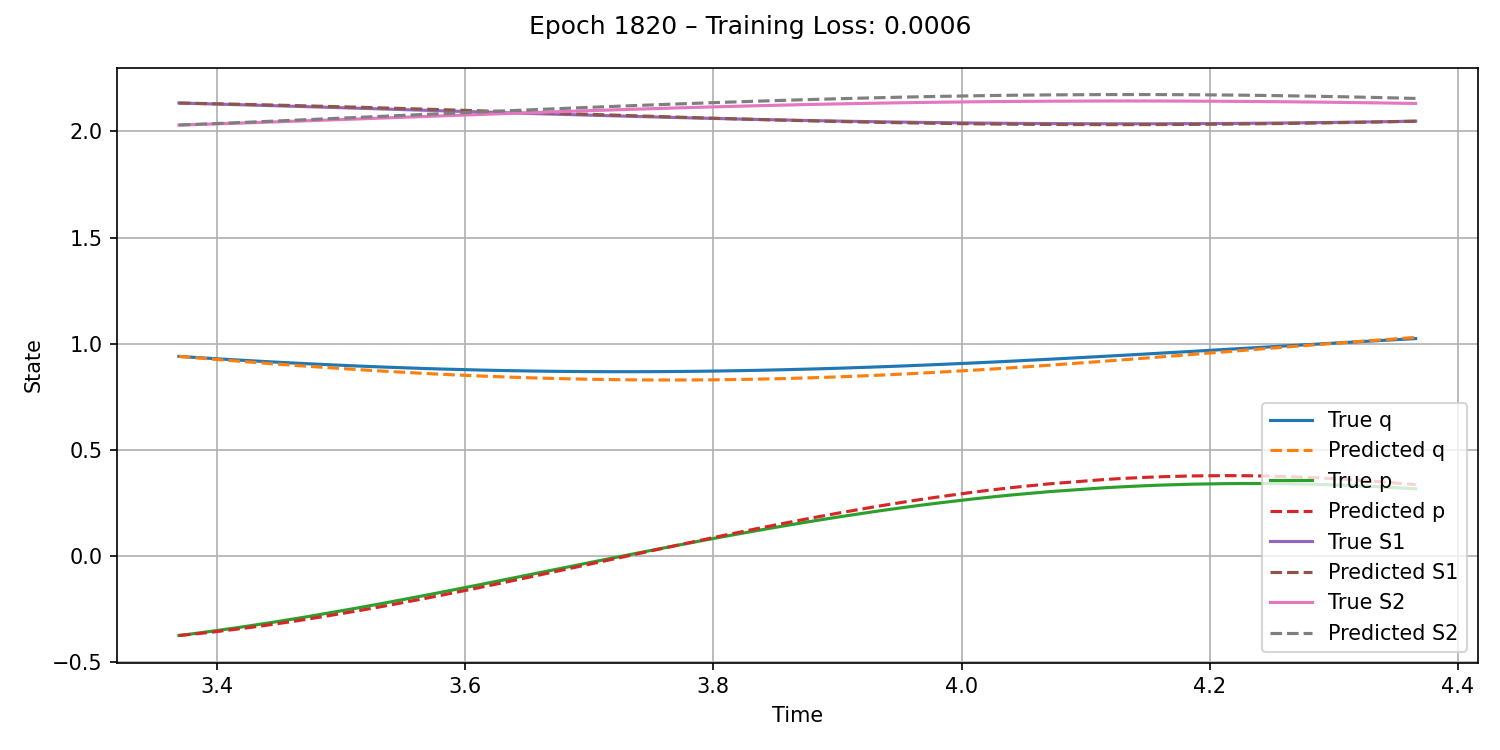 Epoch 1820 – Training Loss: 0.0006
State
2.0
1.5
1.0
0.5
0.0
−0.5
True q
Predicted q
True p
Predicted p
True S1
Predicted S1
True S2
Predicted S2
3.4 3.6 3.8 4.0 4.2 4.4
Time